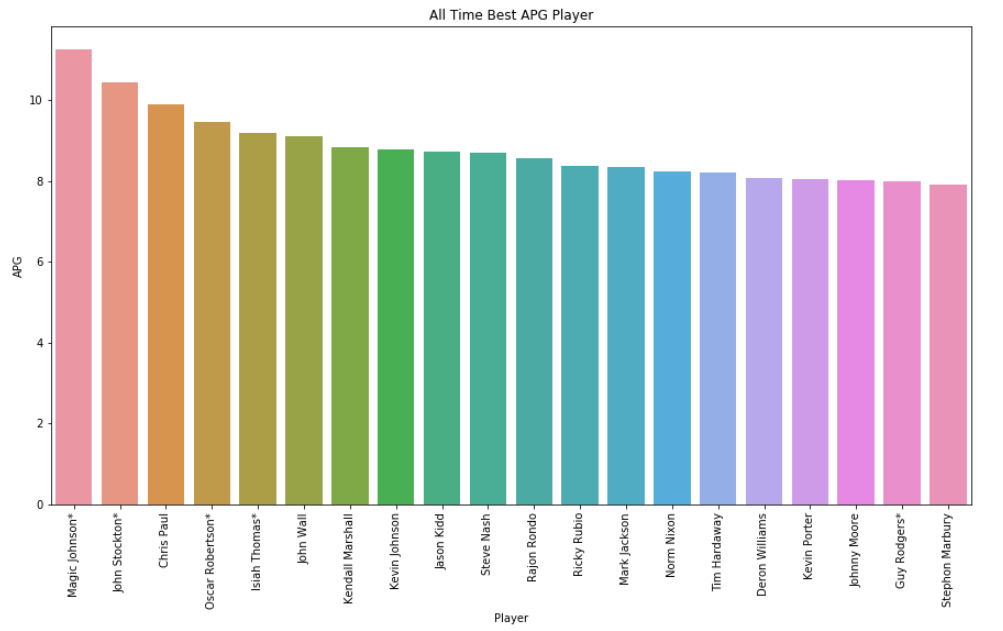 All Time Best APG Player
10
8
6
4
2
0
APG
Magic Johnson*
John Stockton*
Chris Paul
Oscar Robertson*
Isiah Thomas*
John Wall
Kendall Marshall
Kevin Johnson
Jason Kidd
Steve Nash
Rajon Rondo
Ricky Rubio
Mark Jackson
Norm Nixon
Tim Hardaway
Deron Williams
Kevin Porter
Johnny Moore
Guy Rodgers*
Stephon Marbury
Player